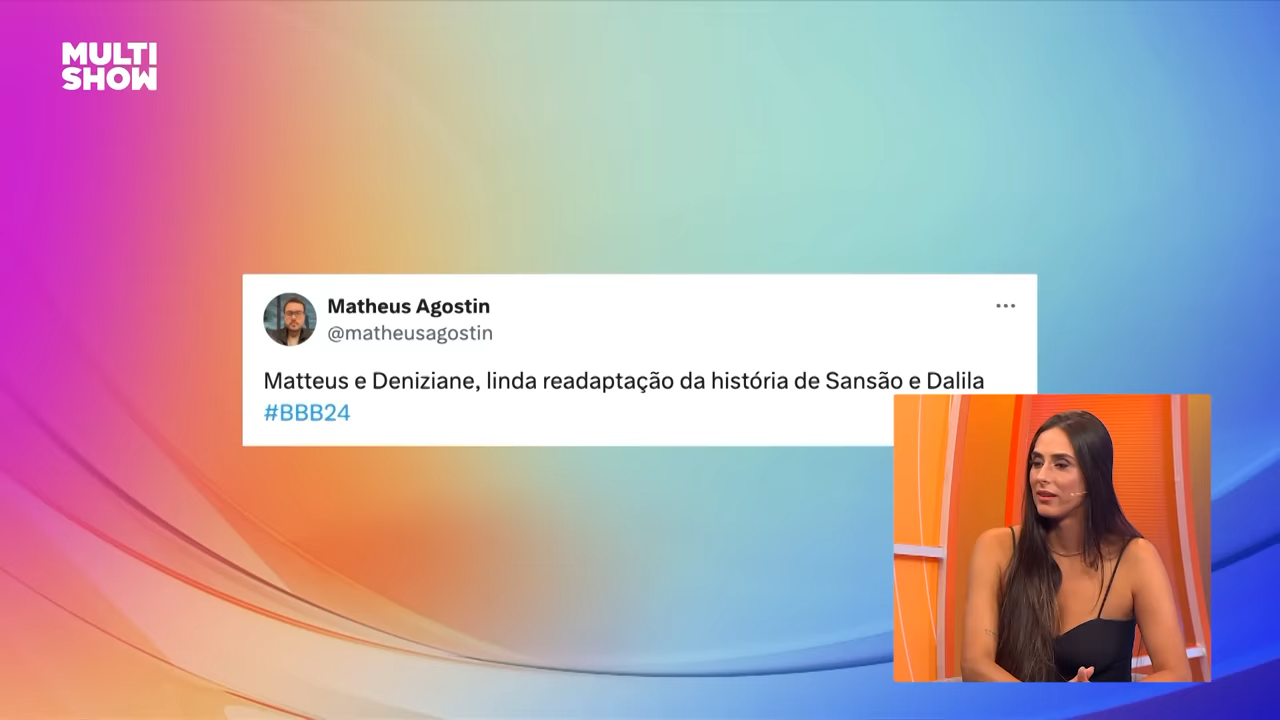 MULTI
SHOW
Matheus Agostin
@matheusagostin
Matteus e Deniziane, linda readaptação da história de Sansão e Dalila
#BBB24